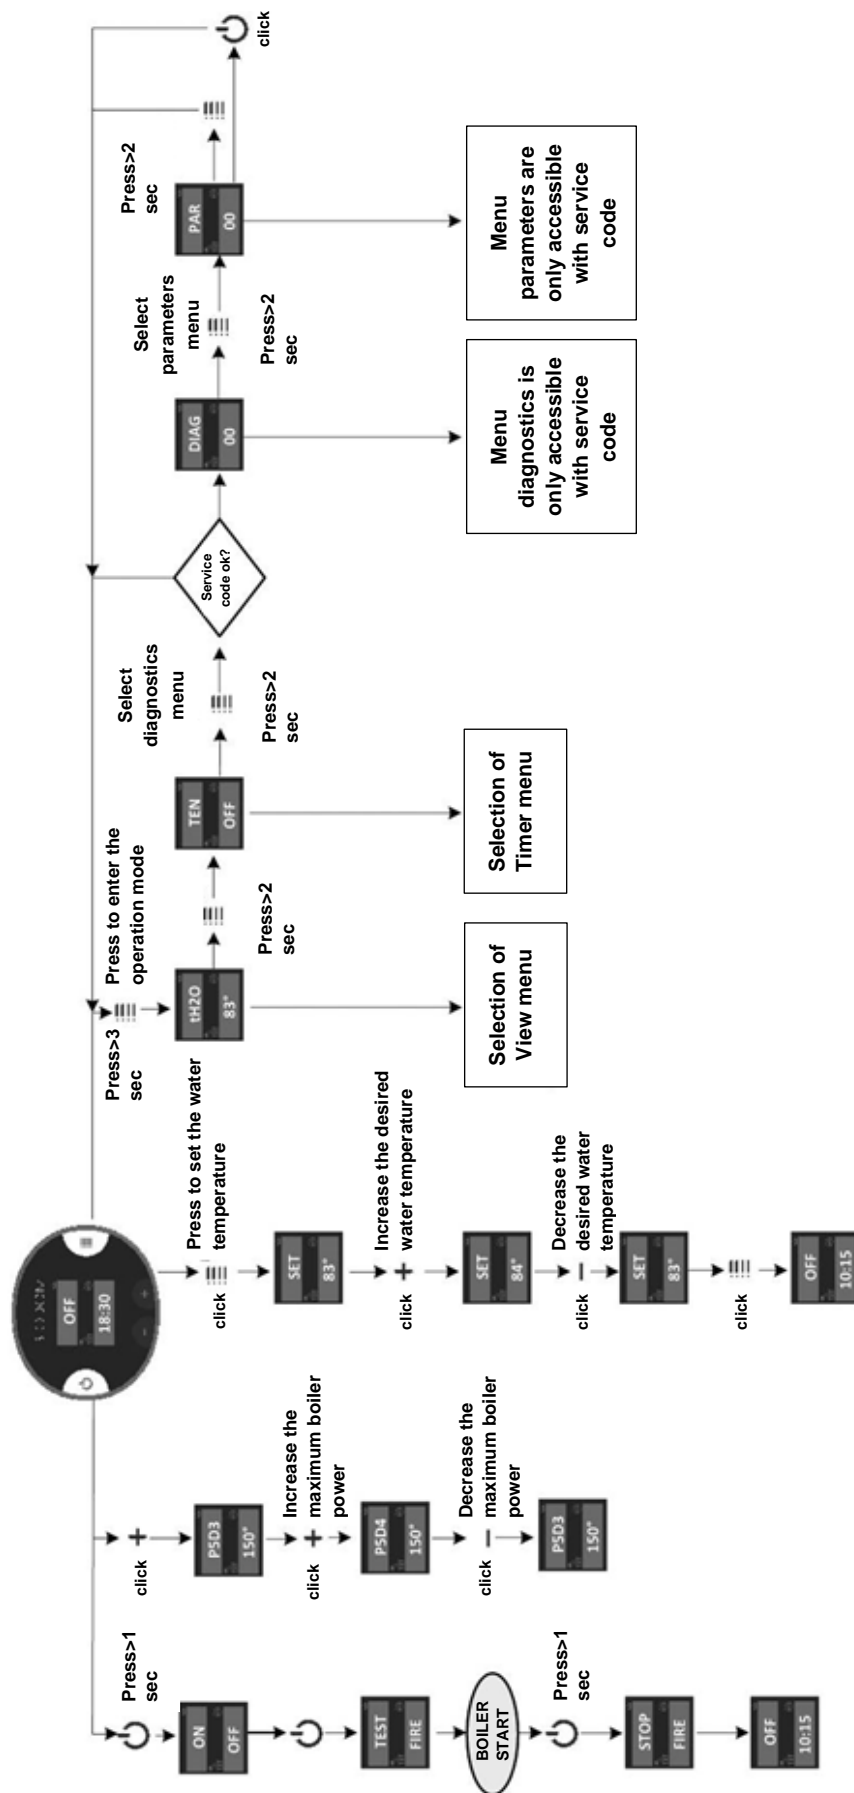 OFF
18:30
Press>1
sec
ON
OFF
TEST
FIRE
BOILER
START
Press>1
sec
STOP
FIRE
OFF
10:15
click
P5D3
150°
Increase the
maximum boiler
power
click
P5D4
150°
Decrease the
maximum boiler
power
click
P5D3
150°
Press to set the water
temperature
click
SET
83°
Increase the desired
water temperature
click
SET
84°
Decrease the
desired water
temperature
click
SET
83°
click
OFF
10:15
Press>3
sec
Press to enter the
operation mode
tH2O
83°
Selection of
View menu
Press>2
sec
TEN
OFF
Selection of
Timer menu
Select
diagnostics
menu
Press>2
sec
Service
code ok?
DIAG
00
Menu
diagnostics is
only accessible
with service
code
Select
parameters
menu
Press>2
sec
PAR
00
Menu
parameters are
only accessible
with service
code
Press>2
sec
click